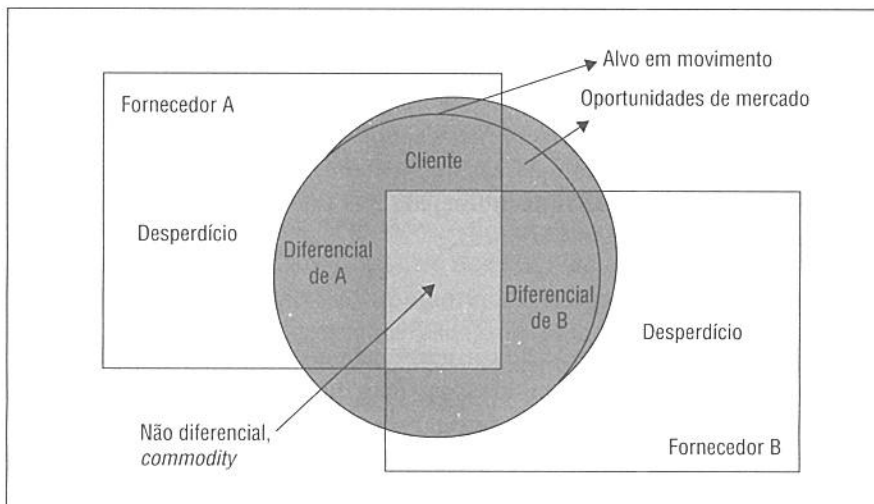 Alvo em movimento
Fornecedor A
Oportunidades de mercado
Cliente
Desperdício
Diferencial
de A
Diferencial
de B
Desperdício
Não diferencial,
commodity
Fornecedor B